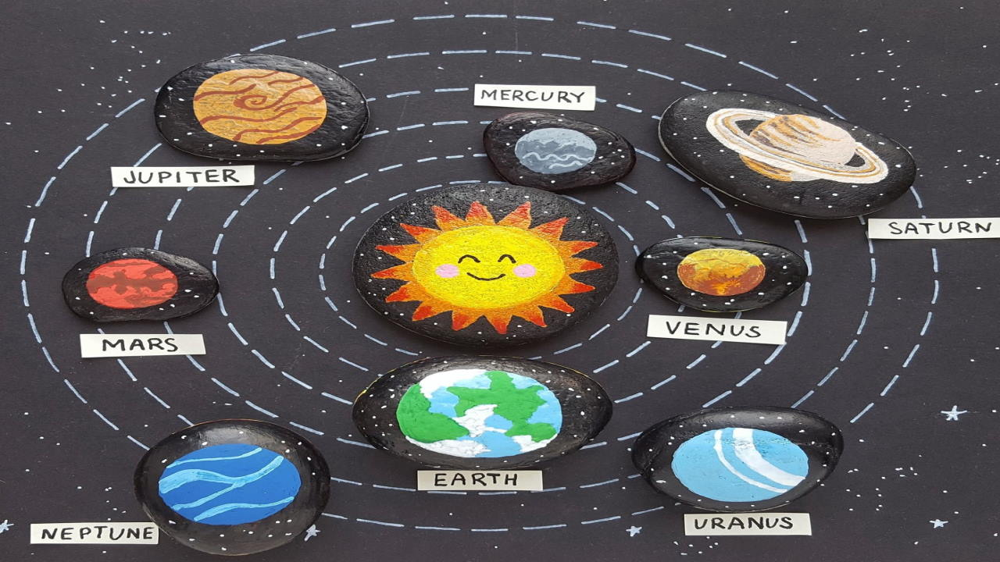 MERCURY
JUPITER
SATURN
MARS
VENUS
EARTH
NEPTUNE
URANUS